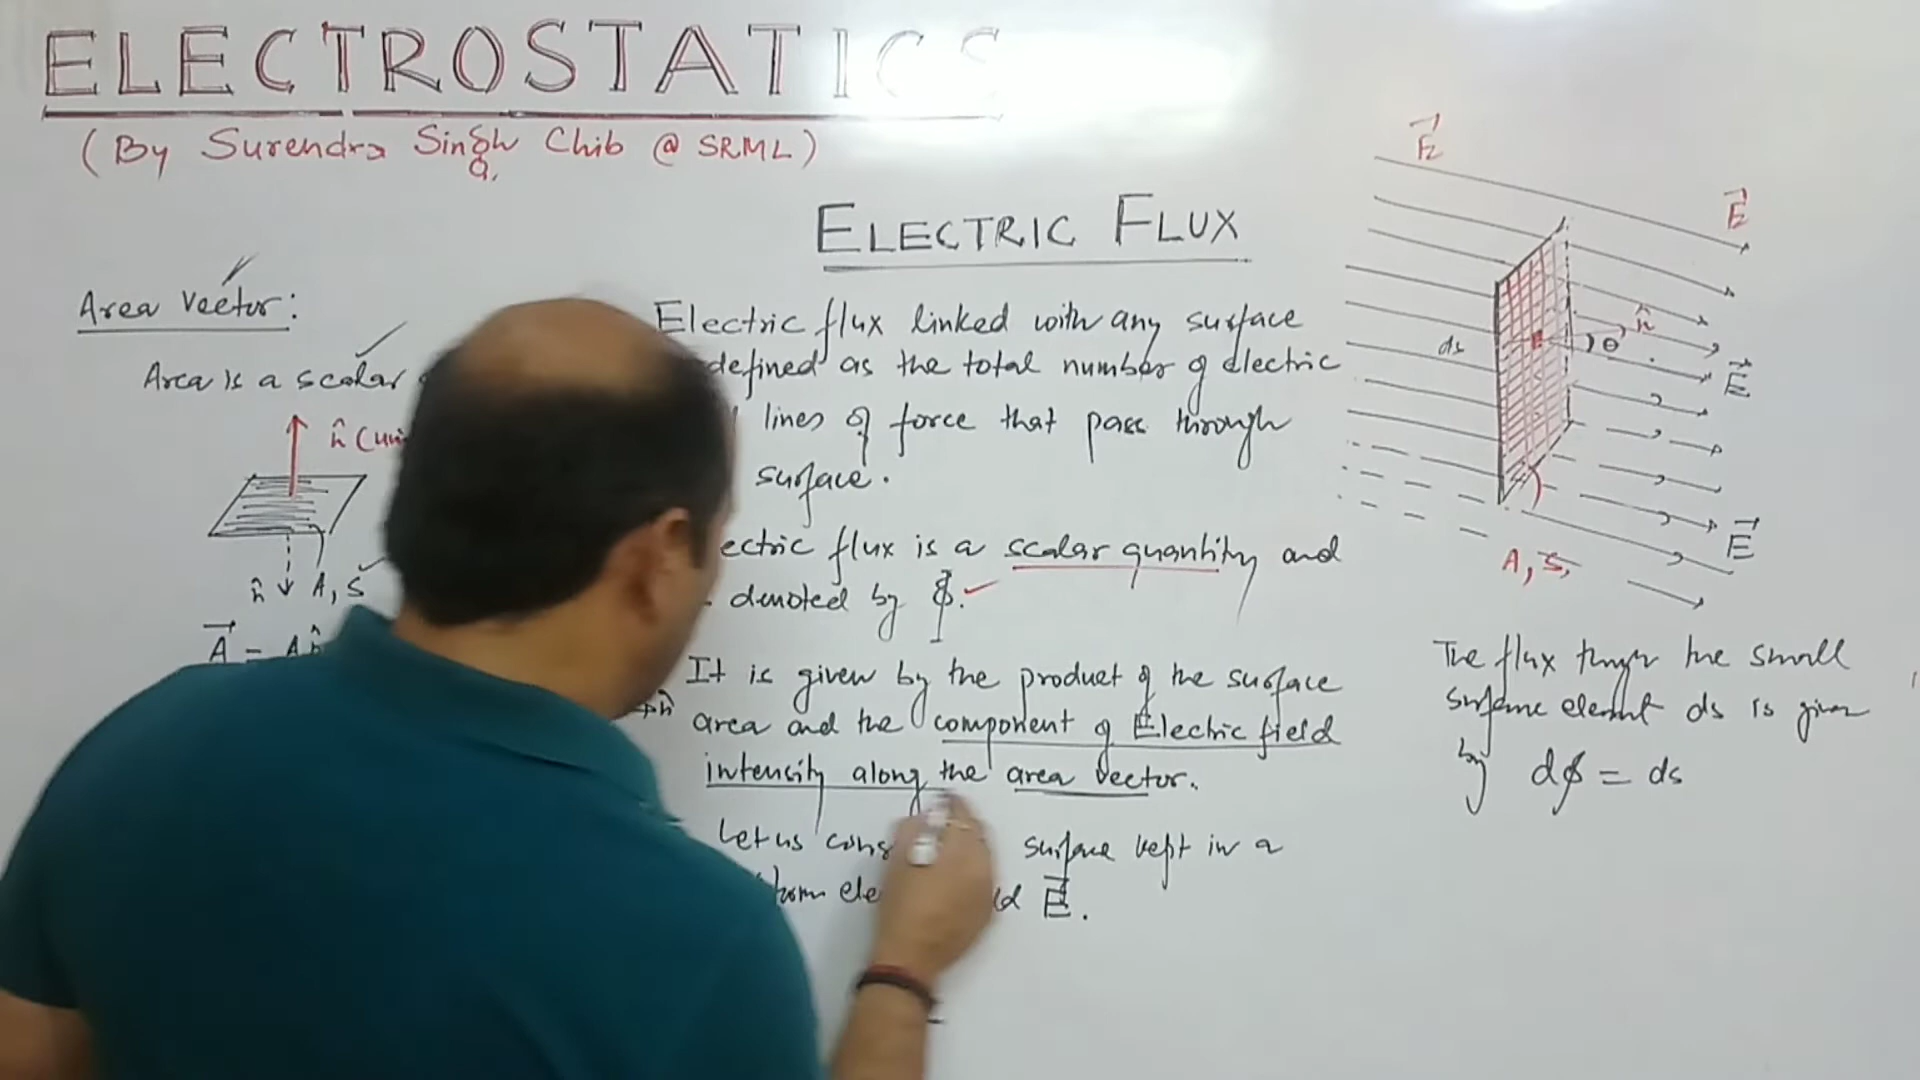 ELECTROSTATICS
(By Surendra Singh Chib @ SRML)
ELECTRIC FLUX
Area Vector:
Area is a scalar
n̂
n̂ A, S
A⃗ = A n̂
Electric flux linked with any surface
defined as the total number of electric
lines of force that pass through
surface.
ectric flux is a scalar quantity and
denoted by ϕ.
It is given by the product of the surface
area and the component of Electric field
intensity along the area vector.
n̂
Let us cons surface kept in a
E⃗.
E⃗
E⃗
n̂
ds
θ
E⃗
E⃗
A, S,
The flux through the small
surface element ds is given
by dϕ = ds